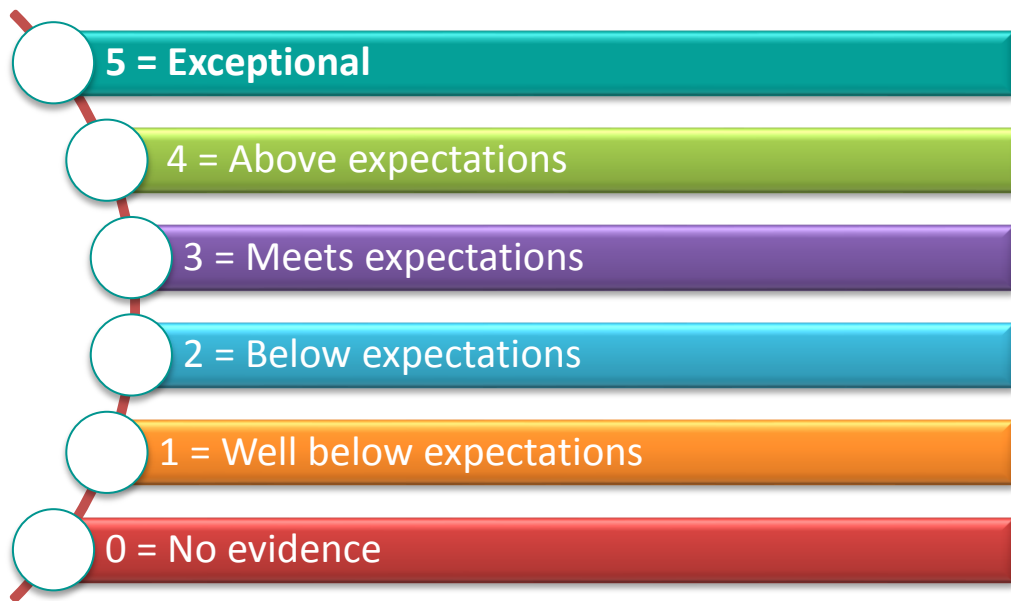 5 = Exceptional
4 = Above expectations
3 = Meets expectations
2 = Below expectations
1 = Well below expectations
0 = No evidence